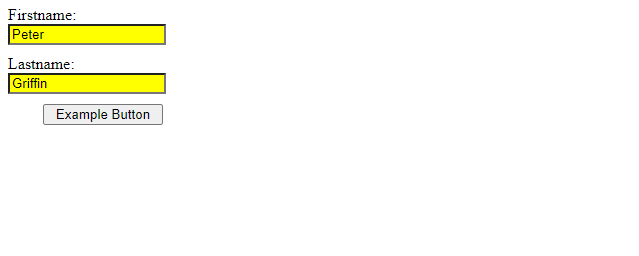 Firstname:
Peter
Lastname:
Griffin
Example Button